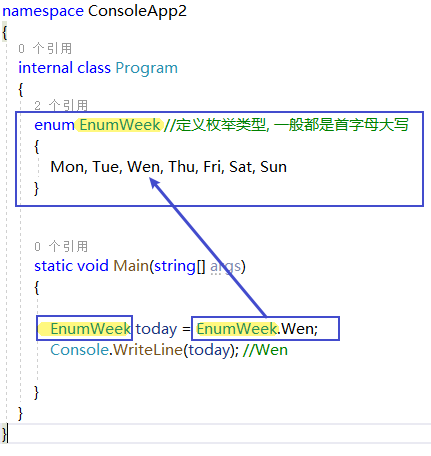 namespace ConsoleApp2
{
0 个引用
internal class Program
{
2 个引用
enum EnumWeek //定义枚举类型, 一般都是首字母大写
{
Mon, Tue, Wen, Thu, Fri, Sat, Sun
}
0 个引用
static void Main(string[] args)
{
EnumWeek today = EnumWeek.Wen;
Console.WriteLine(today); //Wen
}
}
}